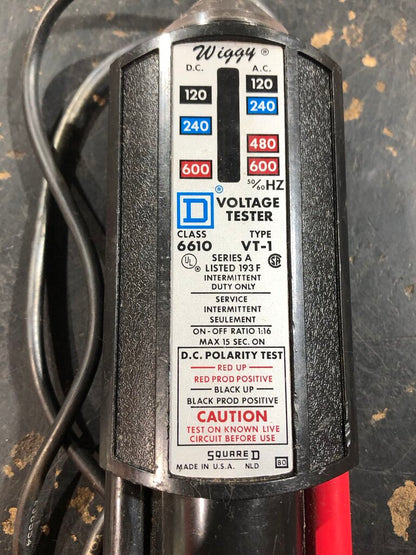 Wiggy ®
D.C. A.C.
120 120
240 240
480
600 600
50/60 HZ
D ® VOLTAGE
TESTER
CLASS TYPE
6610 VT-1
SERIES A
UL ® LISTED 193 F SA
INTERMITTENT
DUTY ONLY
SERVICE
INTERMITTENT
SEULEMENT
ON-OFF RATIO 1:16
MAX 15 SEC. ON
D.C. POLARITY TEST
RED UP
RED PROD POSITIVE
BLACK UP
BLACK PROD POSITIVE
CAUTION
TEST ON KNOWN LIVE
CIRCUIT BEFORE USE
SQUARE D
MADE IN U.S.A. NLD 80